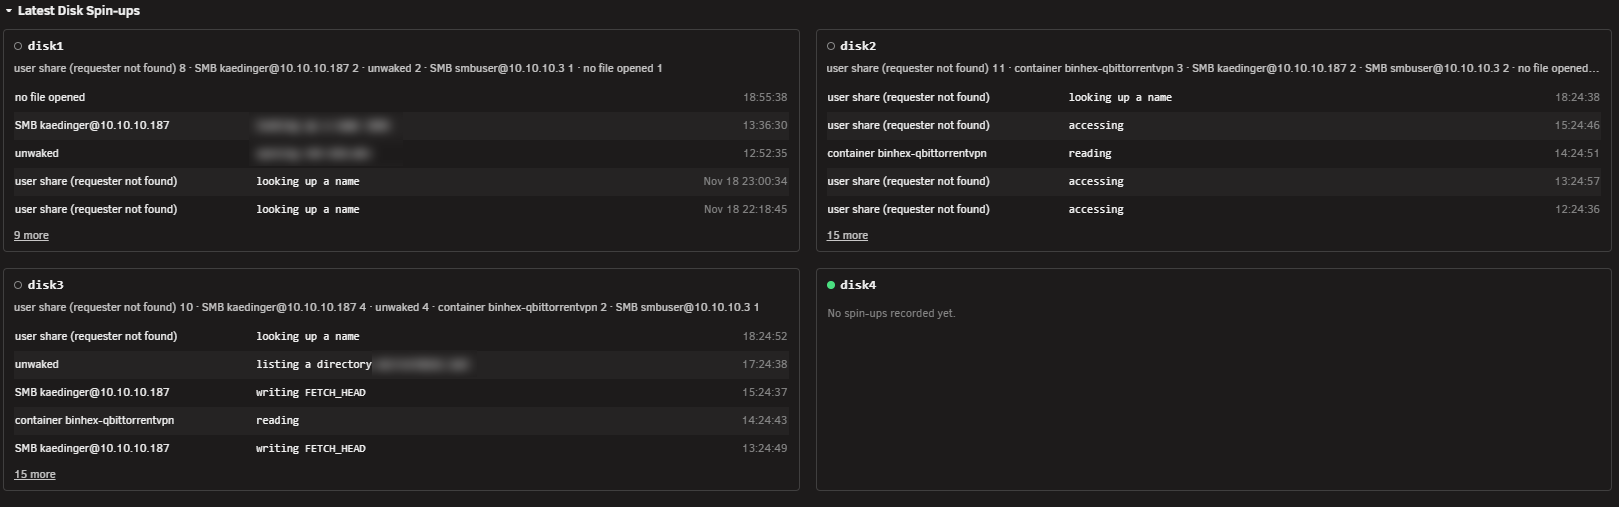 Latest Disk Spin-ups
disk1
user share (requester not found) 8 · SMB kaedinger@10.10.10.187 2 · unwaked 2 · SMB smbuser@10.10.10.3 1 · no file opened 1
no file opened 18:55:38
SMB kaedinger@10.10.10.187 13:36:30
unwaked 12:52:35
user share (requester not found) looking up a name Nov 18 23:00:34
user share (requester not found) looking up a name Nov 18 22:18:45
9 more
disk2
user share (requester not found) 11 · container binhex-qbittorrentvpn 3 · SMB kaedinger@10.10.10.187 2 · SMB smbuser@10.10.10.3 2 · no file opened...
user share (requester not found) looking up a name 18:24:38
user share (requester not found) accessing 15:24:46
container binhex-qbittorrentvpn reading 14:24:51
user share (requester not found) accessing 13:24:57
user share (requester not found) accessing 12:24:36
15 more
disk3
user share (requester not found) 10 · SMB kaedinger@10.10.10.187 4 · unwaked 4 · container binhex-qbittorrentvpn 2 · SMB smbuser@10.10.10.3 1
user share (requester not found) looking up a name 18:24:52
unwaked listing a directory 17:24:38
SMB kaedinger@10.10.10.187 writing FETCH_HEAD 15:24:37
container binhex-qbittorrentvpn reading 14:24:43
SMB kaedinger@10.10.10.187 writing FETCH_HEAD 13:24:49
15 more
disk4
No spin-ups recorded yet.